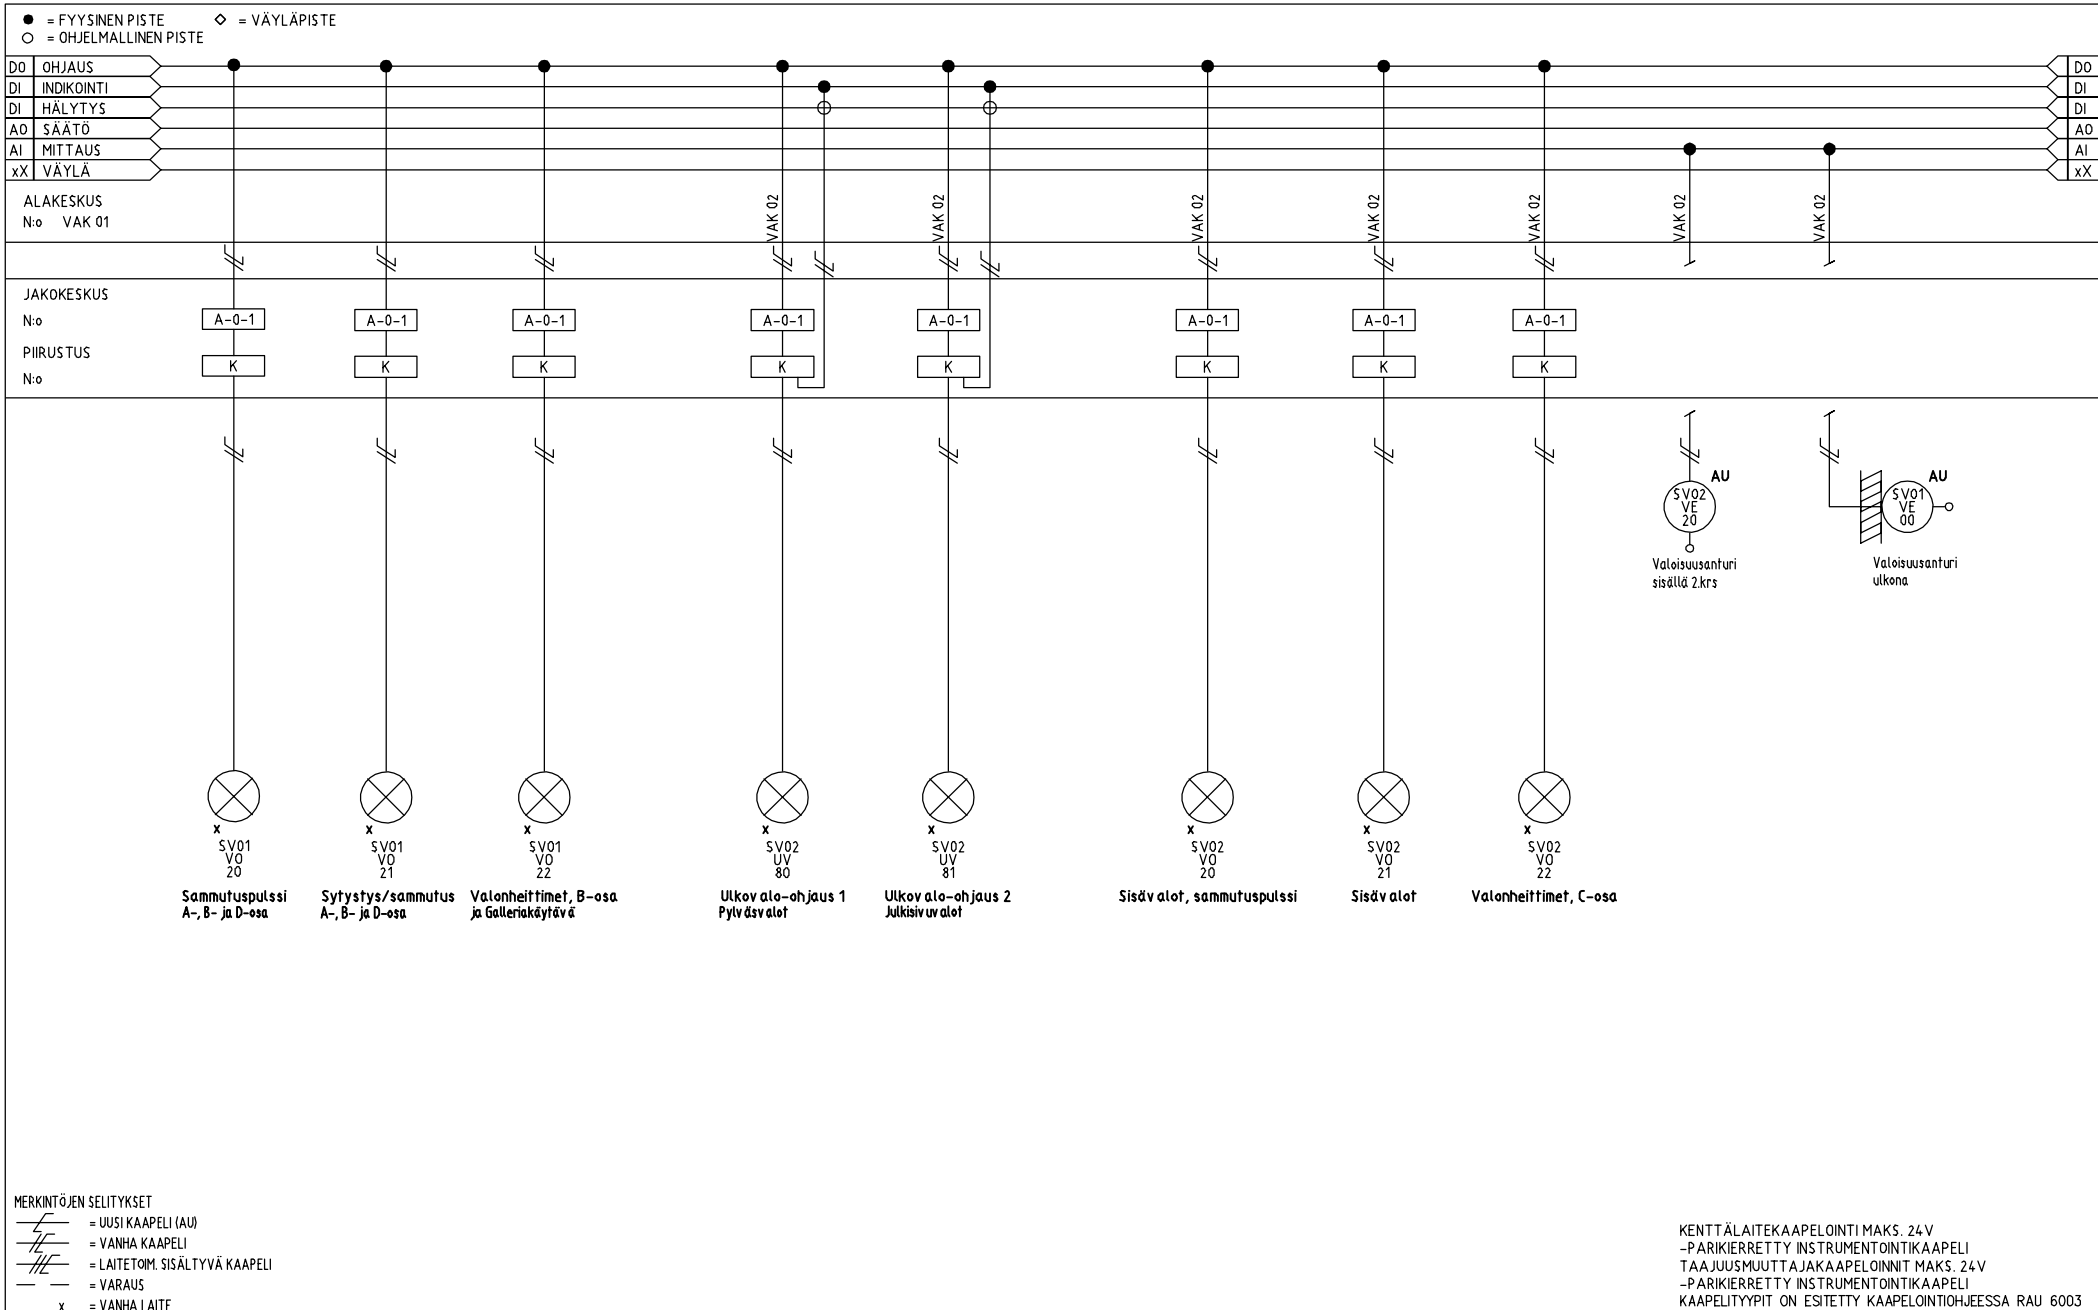 = FYYSINEN PISTE = VÄYLÄPISTE
= OHJELMALLINEN PISTE
DO OHJAUS DO
DI INDIKOINTI DI
DI HÄLYTYS DI
AO SÄÄTÖ AO
AI MITTAUS AI
xX VÄYLÄ xX
ALAKESKUS
N:o VAK 01
VAK 02 VAK 02 VAK 02 VAK 02 VAK 02 VAK 02 VAK 02
JAKOKESKUS
N:o A-0-1 A-0-1 A-0-1 A-0-1 A-0-1 A-0-1 A-0-1 A-0-1
PIIRUSTUS
K K K K K K K K
N:o
AU AU
SV02 SV01
VE VE
20 00
Valoisuusanturi Valoisuusanturi
sisällä 2.krs ulkona
x x x x x x x x
SV01 SV01 SV01 SV02 SV02 SV02 SV02 SV02
VO VO VO UV UV VO VO VO
20 21 22 80 81 20 21 22
Sammutuspulssi Sytystys/sammutus Valonheittimet, B-osa Ulkovalo-ohjaus 1 Ulkovalo-ohjaus 2 Sisävalot, sammutuspulssi Sisävalot Valonheittimet, C-osa
A-, B- ja D-osa A-, B- ja D-osa ja Galleriakäytävä Pylväsvalot Julkisivuvalot
MERKINTÖJEN SELITYKSET
= UUSI KAAPELI (AU)
= VANHA KAAPELI
= LAITETOIM. SISÄLTYVÄ KAAPELI
= VARAUS
x = VANHA LAITE
KENTTÄLAITEKAAPELOINTI MAKS. 24V
-PARIKIERRETTY INSTRUMENTOINTIKAAPELI
TAAJUUSMUUTTAJAKAAPELOINNIT MAKS. 24V
-PARIKIERRETTY INSTRUMENTOINTIKAAPELI
KAAPELITYYPIT ON ESITETTY KAAPELOINTIOHJEESSA RAU 6003